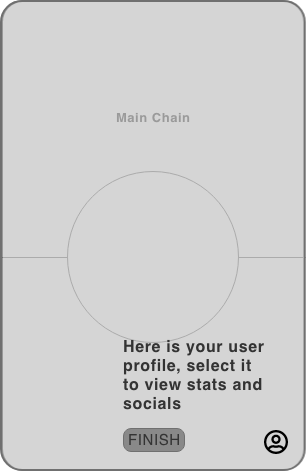 Main Chain
Here is your user
profile, select it
to view stats and
socials
FINISH